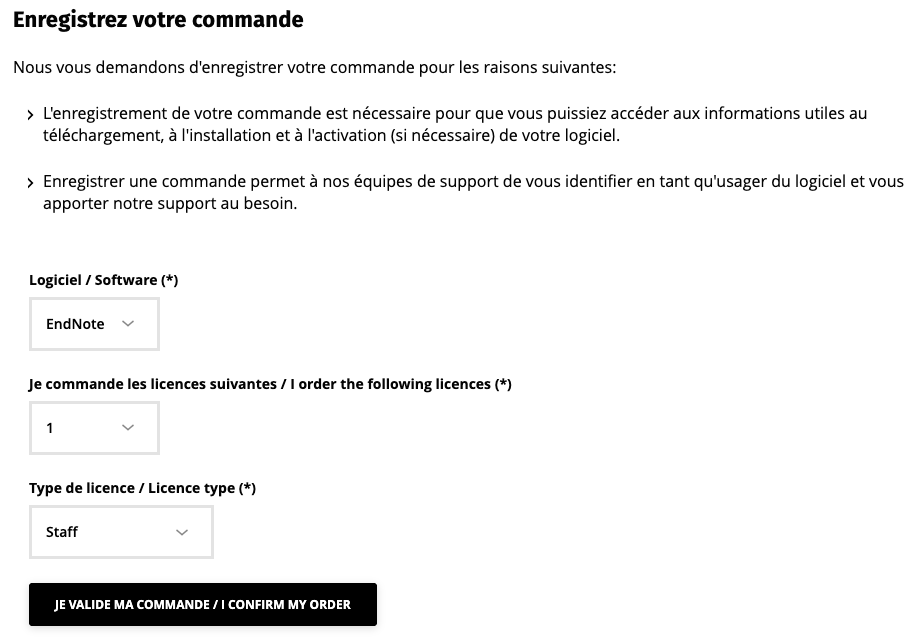 Enregistrez votre commande
Nous vous demandons d'enregistrer votre commande pour les raisons suivantes:
L'enregistrement de votre commande est nécessaire pour que vous puissiez accéder aux informations utiles au
téléchargement, à l'installation et à l'activation (si nécessaire) de votre logiciel.
Enregistrer une commande permet à nos équipes de support de vous identifier en tant qu'usager du logiciel et vous
apporter notre support au besoin.
Logiciel / Software (*)
EndNote
Je commande les licences suivantes / I order the following licences (*)
1
Type de licence / Licence type (*)
Staff
JE VALIDE MA COMMANDE / I CONFIRM MY ORDER